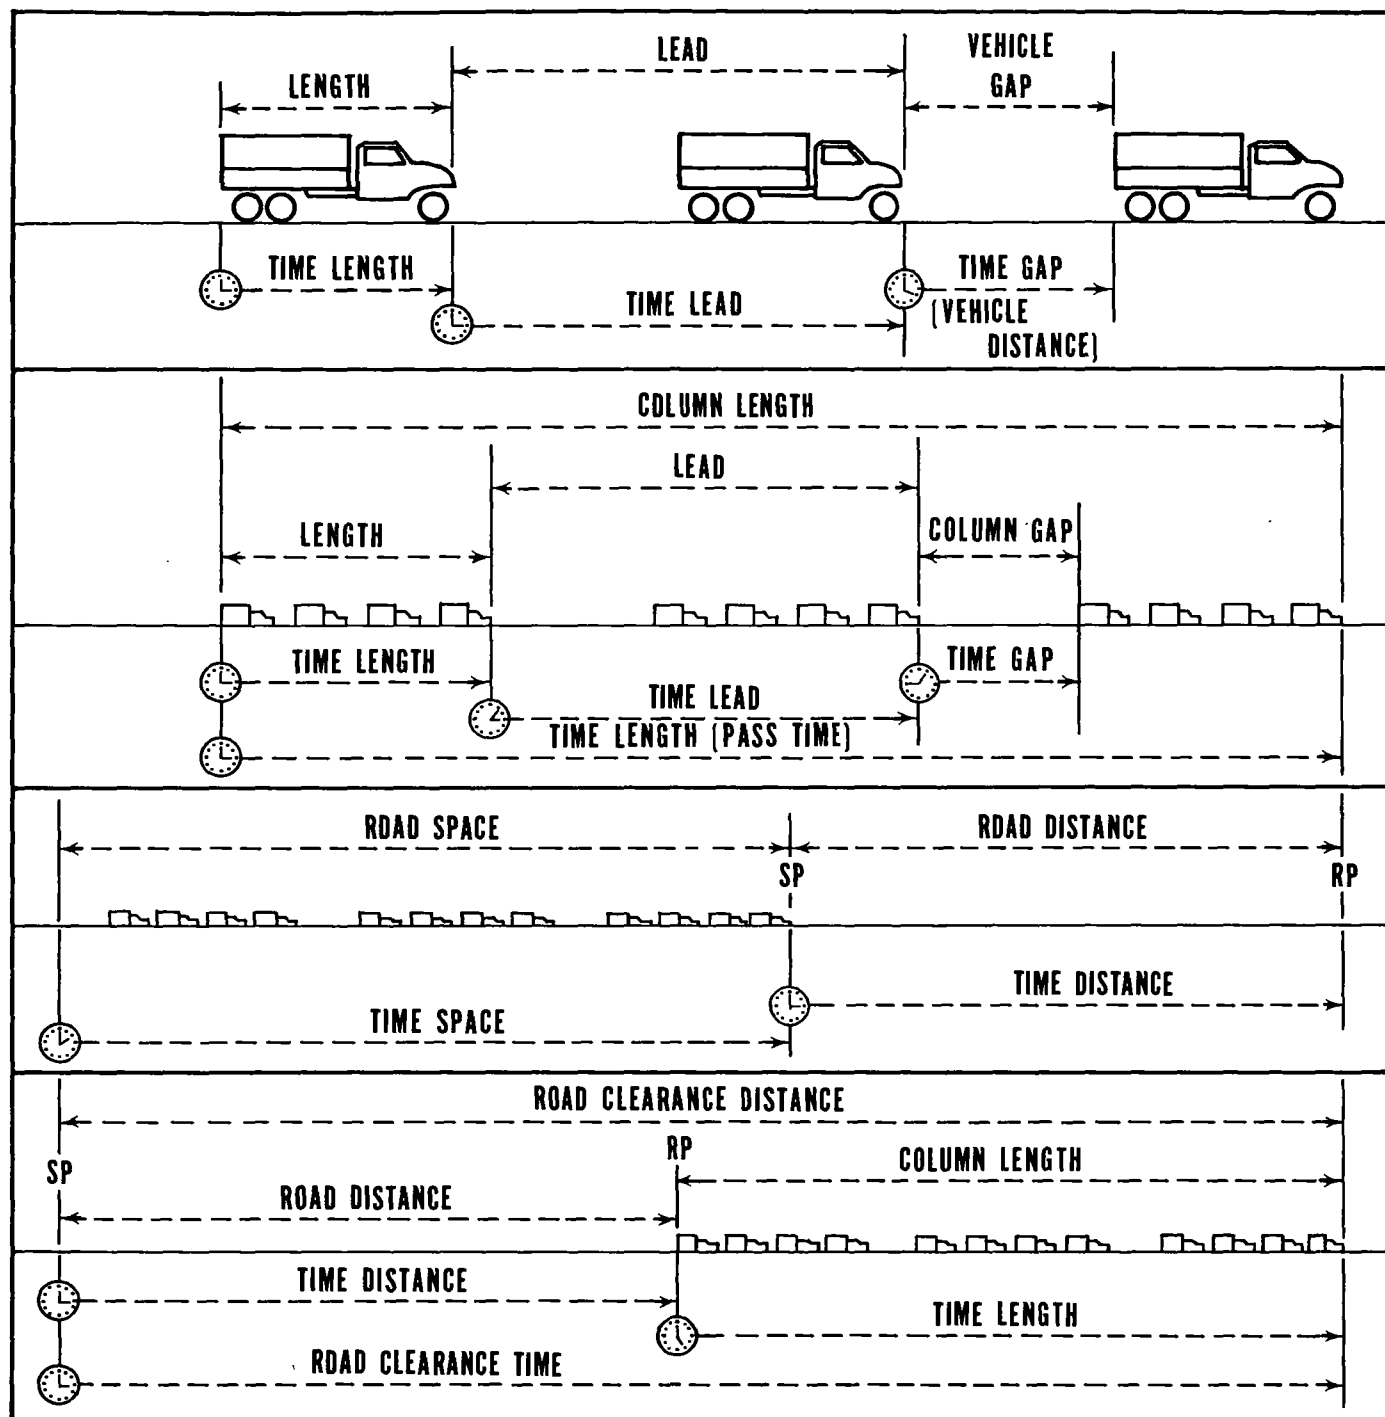 LEAD
VEHICLE
GAP
LENGTH
TIME LENGTH
TIME GAP
TIME LEAD
(VEHICLE
DISTANCE)
COLUMN LENGTH
LEAD
LENGTH
COLUMN GAP
TIME LENGTH
TIME GAP
TIME LEAD
TIME LENGTH (PASS TIME)
ROAD SPACE
ROAD DISTANCE
SP
RP
TIME DISTANCE
TIME SPACE
ROAD CLEARANCE DISTANCE
RP
SP
COLUMN LENGTH
ROAD DISTANCE
TIME DISTANCE
TIME LENGTH
ROAD CLEARANCE TIME